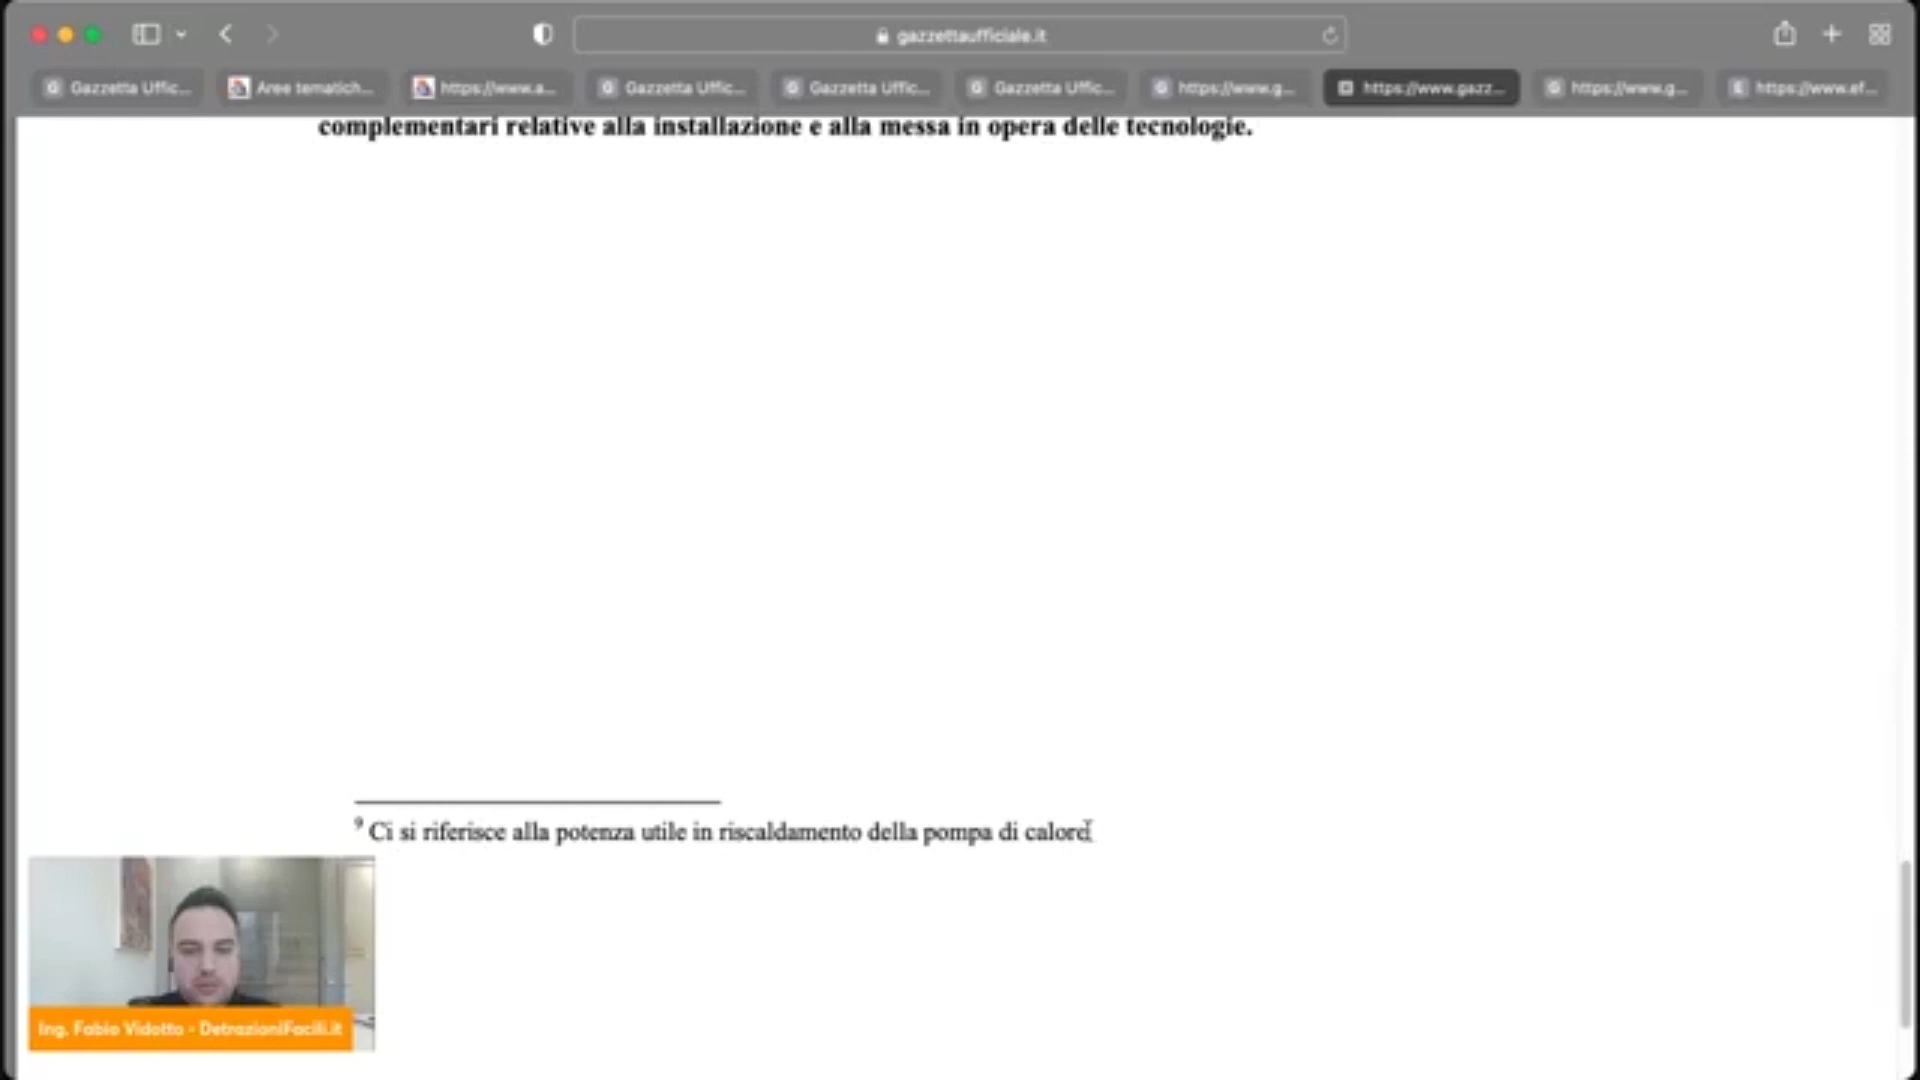 gazzettaufficiale.it
Gazzetta Uffic...
Aree tematich...
https://www.a...
Gazzetta Uffic...
Gazzetta Uffic...
Gazzetta Uffic...
https://www.g...
https://www.gazz...
https://www.g...
https://www.ef...
complementari relative alla installazione e alla messa in opera delle tecnologie.
9 Ci si riferisce alla potenza utile in riscaldamento della pompa di calore
Ing. Fabio Vidotto - DetrazioniFacili.it